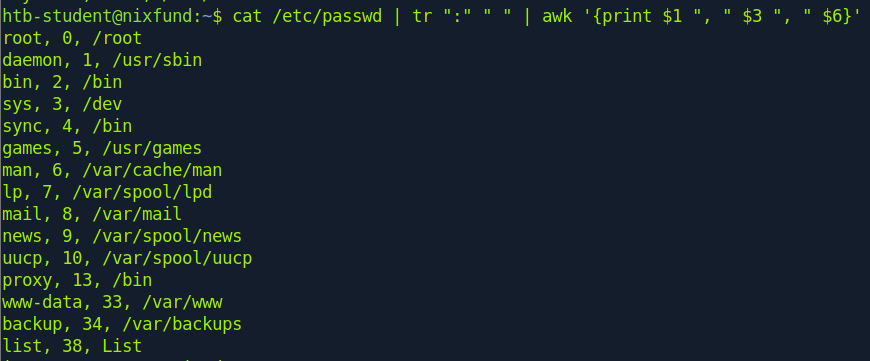 htb-student@nixfund:~$ cat /etc/passwd | tr ":" " " | awk '{print $1 ", " $3 ", " $6}'
root, 0, /root
daemon, 1, /usr/sbin
bin, 2, /bin
sys, 3, /dev
sync, 4, /bin
games, 5, /usr/games
man, 6, /var/cache/man
lp, 7, /var/spool/lpd
mail, 8, /var/mail
news, 9, /var/spool/news
uucp, 10, /var/spool/uucp
proxy, 13, /bin
www-data, 33, /var/www
backup, 34, /var/backups
list, 38, List